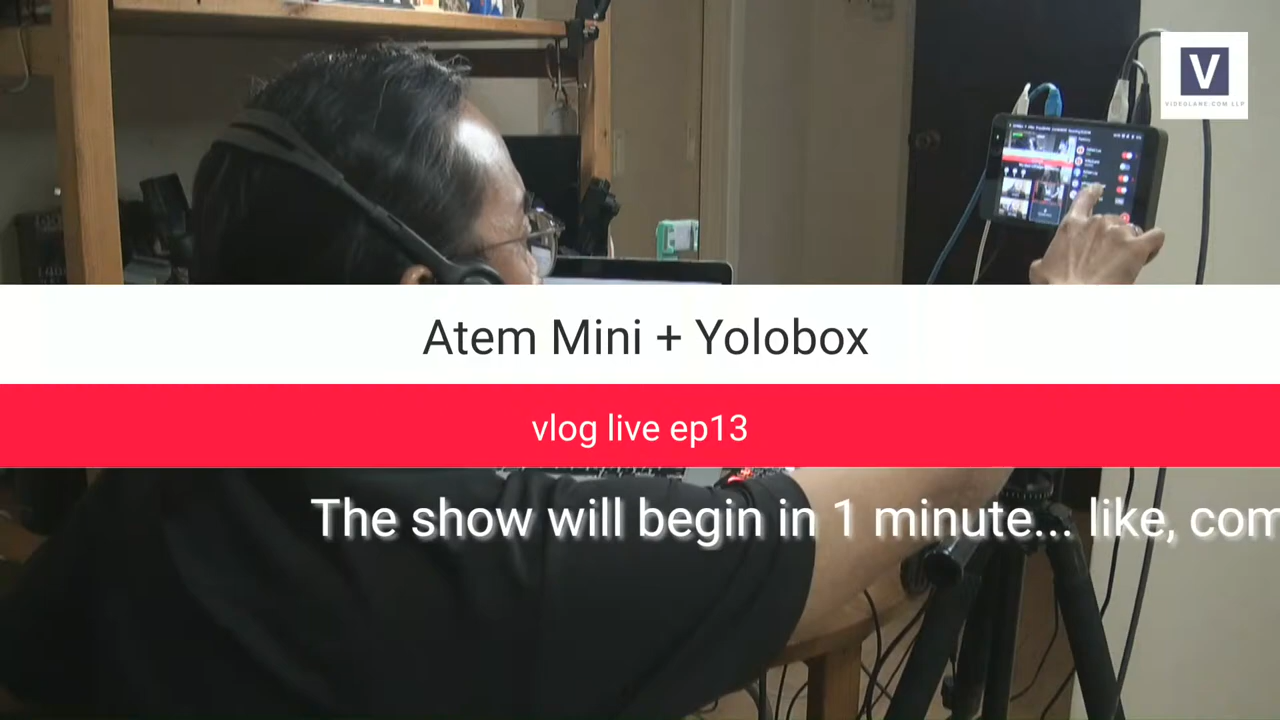 V
VIDEOLANE.COM LLP
Atem Mini + Yolobox
vlog live ep13
The show will begin in 1 minute... like, com